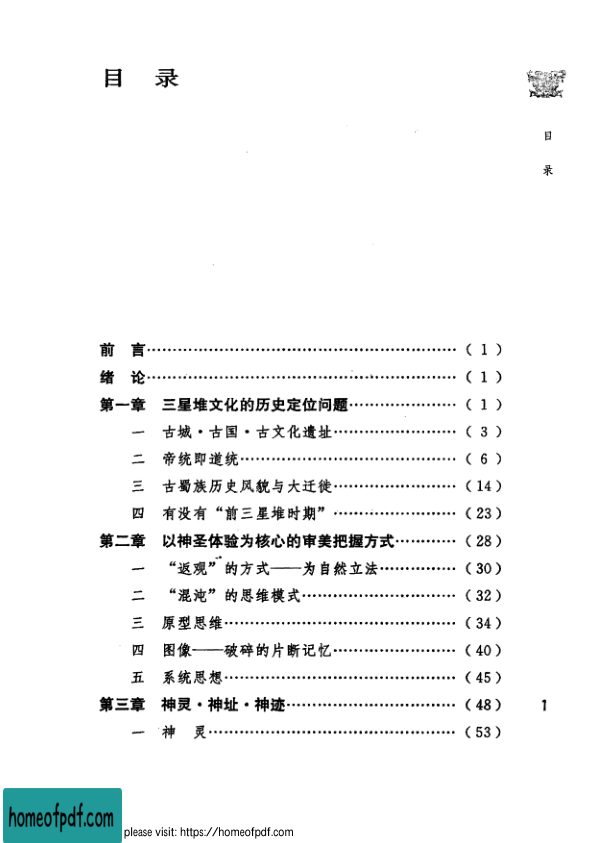 目 录
目
录
前 言……………………………………………………（ 1 ）
绪 论……………………………………………………（ 1 ）
第一章 三星堆文化的历史定位问题…………………（ 1 ）
一 古城·古国·古文化遗址……………………（ 3 ）
二 帝统即道统……………………………………（ 6 ）
三 古蜀族历史风貌与大迁徙……………………（14）
四 有没有“前三星堆时期”……………………（23）
第二章 以神圣体验为核心的审美把握方式…………（28）
一 “返观”的方式——为自然立法……………（30）
二 “混沌”的思维模式…………………………（32）
三 原型思维………………………………………（34）
四 图像——破碎的片断记忆……………………（40）
五 系统思想………………………………………（45）
第三章 神灵·神址·神迹……………………………（48）
一 神 灵…………………………………………（53）
1
homeofpdf.com
please visit: https://homeofpdf.com